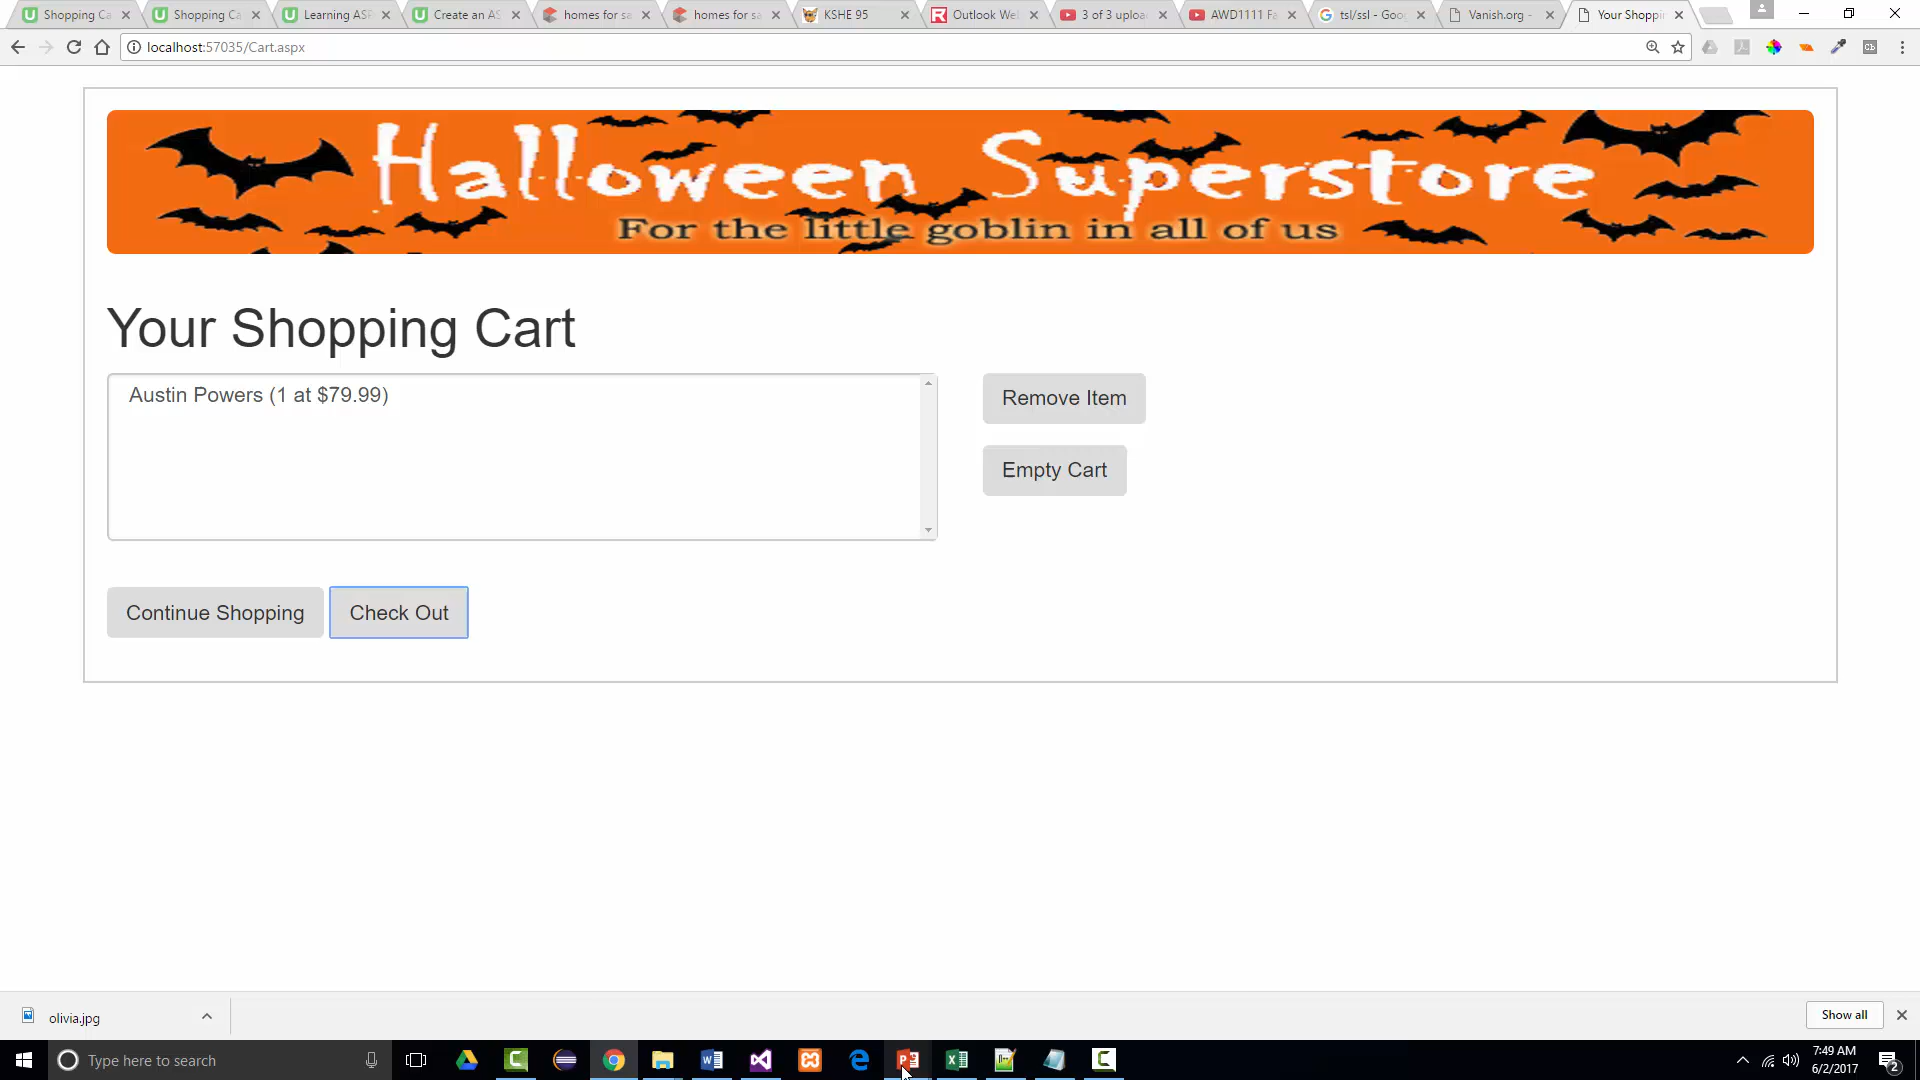 Shopping Ca
Shopping Ca
Learning ASP
Create an AS
homes for sa
homes for sa
KSHE 95
Outlook We
3 of 3 uploa
AWD1111 Fa
tsl/ssl - Goo
Vanish.org -
Your Shoppin
localhost:57035/Cart.aspx
Halloween Superstore
For the little goblin in all of us
Your Shopping Cart
Austin Powers (1 at $79.99)
Remove Item
Empty Cart
Continue Shopping
Check Out
olivia.jpg
Show all
Type here to search
7:49 AM
6/2/2017
2